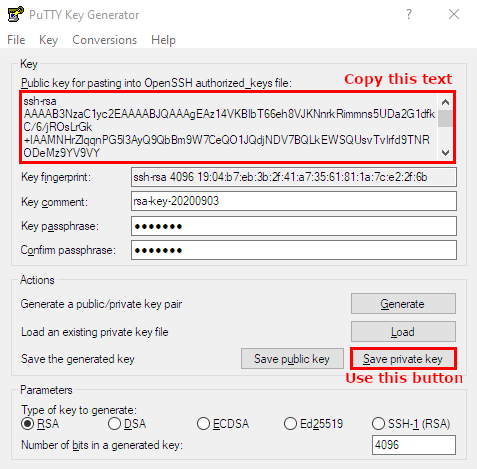 PuTTY Key Generator
?
File Key Conversions Help
Key
Public key for pasting into OpenSSH authorized_keys file:
Copy this text
ssh-rsa
AAAAB3NzaC1yc2EAAAABJQAAAgEAz14VKBIbT66eh8VJKNnrkRimmns5UDa2G1dfk
C/6/jROsLrGk
+IAAMNHrZlqqnPG5I3AyQ9QbBm9W7CeQO1JQdjNDV7BQLkEWSQUsvTvIrfd9TNR
ODeMz9YV9VY
Key fingerprint:
ssh-rsa 4096 19:04:b7:eb:3b:2f:41:a7:35:61:81:1a:7c:e2:2f:6b
Key comment:
rsa-key-20200903
Key passphrase:
●●●●●●●
Confirm passphrase:
●●●●●●●
Actions
Generate a public/private key pair
Generate
Load an existing private key file
Load
Save the generated key
Save public key
Save private key
Use this button
Parameters
Type of key to generate:
RSA DSA ECDSA Ed25519 SSH-1 (RSA)
Number of bits in a generated key:
4096